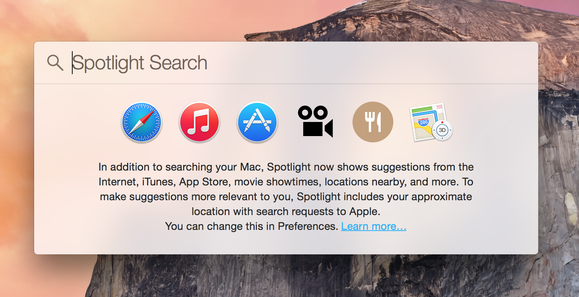 Spotlight Search
In addition to searching your Mac, Spotlight now shows suggestions from the
Internet, iTunes, App Store, movie showtimes, locations nearby, and more. To
make suggestions more relevant to you, Spotlight includes your approximate
location with search requests to Apple.
You can change this in Preferences. Learn more...